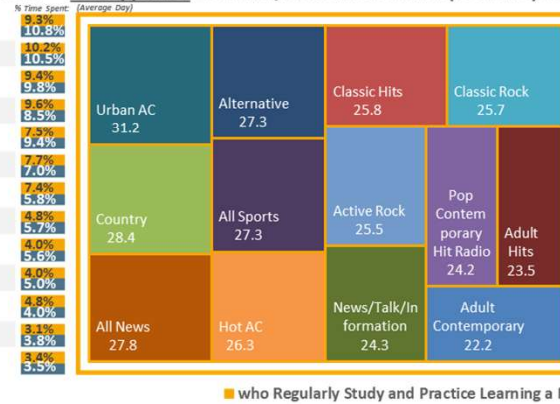 % Time Spent: (Average Day)
9.3%
10.8%
10.2%
10.5%
9.4%
9.8%
9.6%
8.5%
7.5%
9.4%
7.7%
7.0%
7.4%
5.8%
4.8%
5.7%
4.0%
5.6%
4.0%
5.0%
4.8%
4.0%
3.1%
3.8%
3.4%
3.5%
Urban AC
31.2
Alternative
27.3
Classic Hits
25.8
Classic Rock
25.7
Country
28.4
All Sports
27.3
Active Rock
25.5
Pop
Contem
porary
Hit Radio
24.2
Adult
Hits
23.5
All News
27.8
Hot AC
26.3
News/Talk/In
formation
24.3
Adult
Contemporary
22.2
who Regularly Study and Practice Learning a